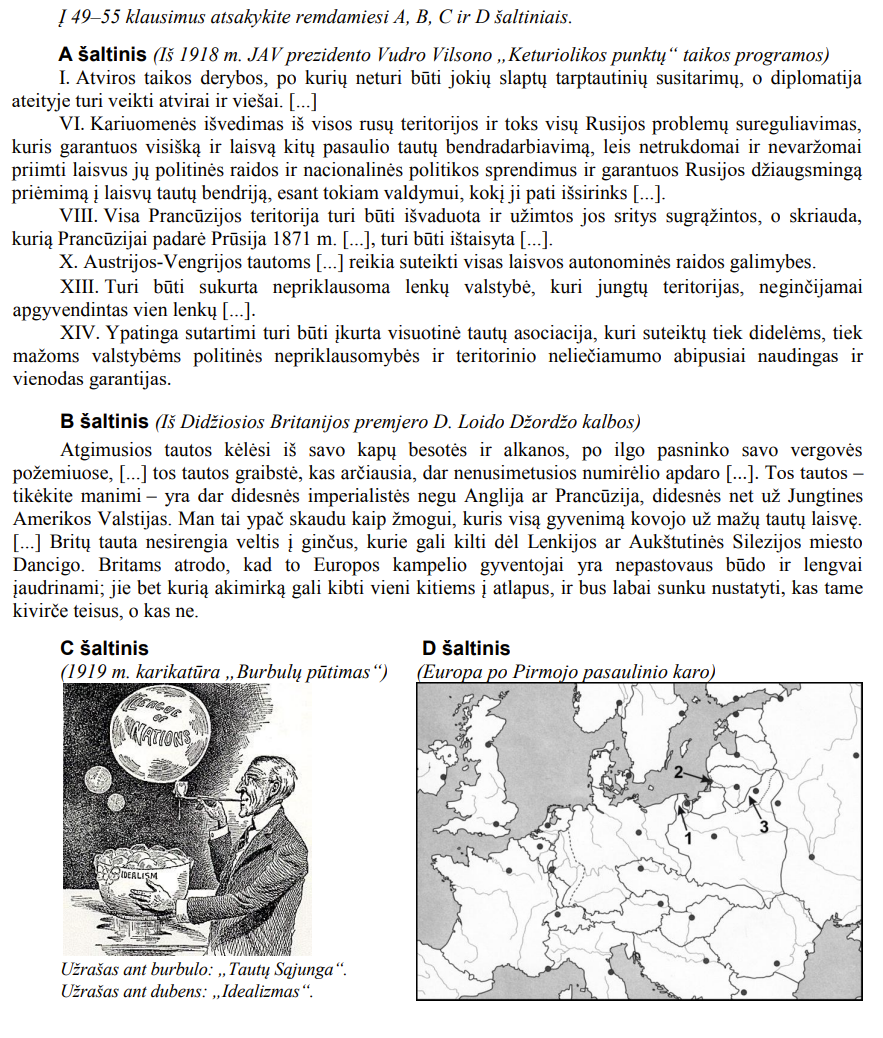 Į 49–55 klausimus atsakykite remdamiesi A, B, C ir D šaltiniais.
A šaltinis (Iš 1918 m. JAV prezidento Vudro Vilsono „Keturiolikos punktų“ taikos programos)
I. Atviros taikos derybos, po kurių neturi būti jokių slaptų tarptautinių susitarimų, o diplomatija
ateityje turi veikti atvirai ir viešai. [...]
VI. Kariuomenės išvedimas iš visos rusų teritorijos ir toks visų Rusijos problemų sureguliavimas,
kuris garantuos visišką ir laisvą kitų pasaulio tautų bendradarbiavimą, leis netrukdomai ir nevaržomai
priimti laisvus jų politinės raidos ir nacionalinės politikos sprendimus ir garantuos Rusijos džiaugsmingą
priėmimą į laisvų tautų bendriją, esant tokiam valdymui, kokį ji pati išsirinks [...].
VIII. Visa Prancūzijos teritorija turi būti išvaduota ir užimtos jos sritys sugrąžintos, o skriauda,
kurią Prancūzijai padarė Prūsija 1871 m. [...], turi būti ištaisyta [...].
X. Austrijos-Vengrijos tautoms [...] reikia suteikti visas laisvos autonominės raidos galimybes.
XIII. Turi būti sukurta nepriklausoma lenkų valstybė, kuri jungtų teritorijas, neginčijamai
apgyvendintas vien lenkų [...].
XIV. Ypatinga sutartimi turi būti įkurta visuotinė tautų asociacija, kuri suteiktų tiek didelėms, tiek
mažoms valstybėms politinės nepriklausomybės ir teritorinio neliečiamumo abipusiai naudingas ir
vienodas garantijas.
B šaltinis (Iš Didžiosios Britanijos premjero D. Loido Džordžo kalbos)
Atgimusios tautos kėlėsi iš savo kapų besotės ir alkanos, po ilgo pasninko savo vergovės
požemiuose, [...] tos tautos graibstė, kas arčiausia, dar nenusimetusios numirėlio apdaro [...]. Tos tautos –
tikėkite manimi – yra dar didesnės imperialistės negu Anglija ar Prancūzija, didesnės net už Jungtines
Amerikos Valstijas. Man tai ypač skaudu kaip žmogui, kuris visą gyvenimą kovojo už mažų tautų laisvę.
[...] Britų tauta nesirengia veltis į ginčus, kurie gali kilti dėl Lenkijos ar Aukštutinės Silezijos miesto
Dancigo. Britams atrodo, kad to Europos kampelio gyventojai yra nepastovaus būdo ir lengvai
įaudrinami; jie bet kurią akimirką gali kibti vieni kitiems į atlapus, ir bus labai sunku nustatyti, kas tame
kivirče teisus, o kas ne.
C šaltinis
(1919 m. karikatūra „Burbulų pūtimas“)
LEAGUE
OF
NATIONS
IDEALISM
Užrašas ant burbulo: „Tautų Sąjunga“.
Užrašas ant dubens: „Idealizmas“.
D šaltinis
(Europa po Pirmojo pasaulinio karo)
2
1
3